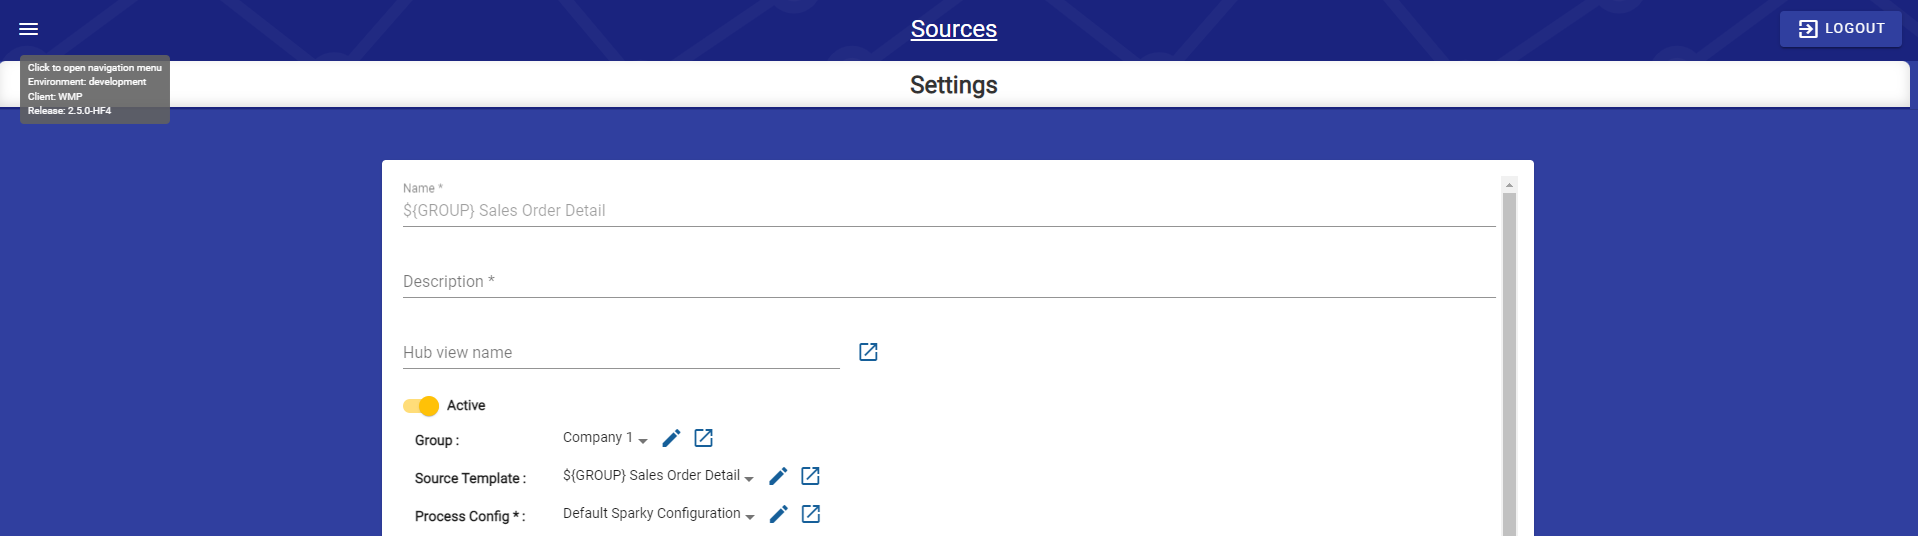 Sources
LOGOUT
Click to open navigation menu
Environment: development
Client: WMP
Release: 2.5.0-HF4
Settings
Name *
${GROUP} Sales Order Detail
Description *
Hub view name
Active
Group :
Company 1
Source Template :
${GROUP} Sales Order Detail
Process Config * :
Default Sparky Configuration